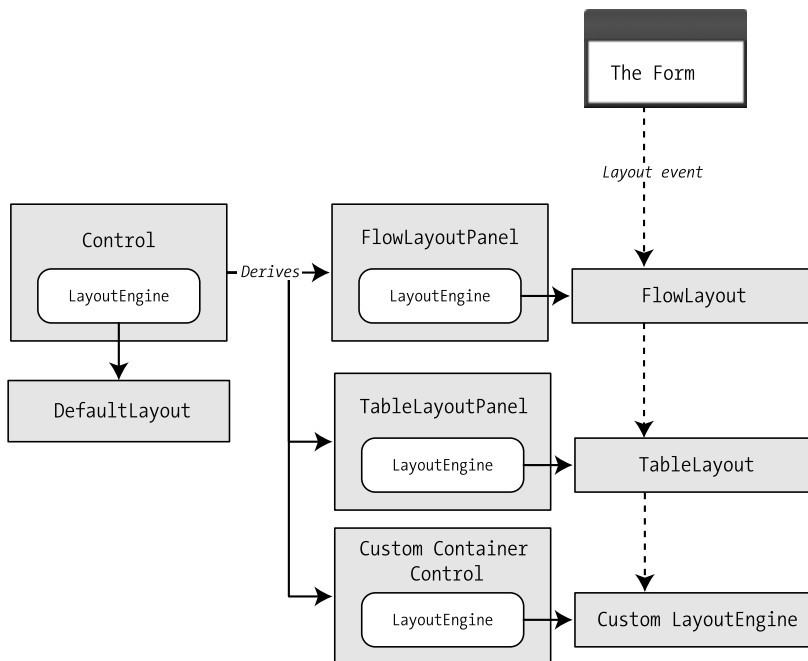 The Form
Layout event
Control
LayoutEngine
DefaultLayout
Derives
FlowLayoutPanel
LayoutEngine
FlowLayout
TableLayoutPanel
LayoutEngine
TableLayout
Custom Container
Control
LayoutEngine
Custom LayoutEngine